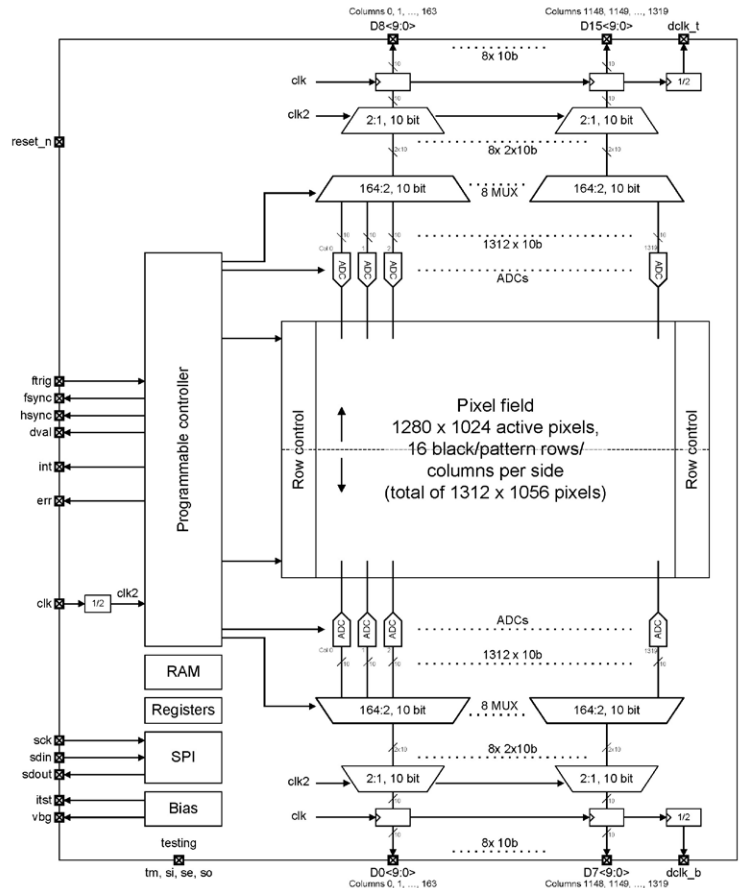 Columns 0, 1, ..., 163
Columns 1148, 1149, ..., 1319
D8<9:0>
D15<9:0>
dclk_t
8x 10b
10
10
clk
1/2
10
10
clk2
2:1, 10 bit
2:1, 10 bit
reset_n
8x 2x10b
2x10
2x10
164:2, 10 bit
8 MUX
164:2, 10 bit
10
10
10
10
1312 x 10b
Col 0
1
2
1319
ADC
ADC
ADC
ADC
ADCs
Programmable controller
Row control
Row control
Pixel field
1280 x 1024 active pixels,
16 black/pattern rows/
columns per side
(total of 1312 x 1056 pixels)
ftrig
fsync
hsync
dval
int
err
clk
1/2
clk2
ADC
ADC
ADC
ADC
ADCs
Col 0
1
2
1319
10
10
10
10
1312 x 10b
RAM
Registers
164:2, 10 bit
8 MUX
164:2, 10 bit
sck
sdin
sdout
SPI
2x10
2x10
8x 2x10b
clk2
2:1, 10 bit
2:1, 10 bit
itst
vbg
Bias
10
10
clk
1/2
testing
10
10
8x 10b
tm, si, se, so
D0<9:0>
D7<9:0>
dclk_b
Columns 0, 1, ..., 163
Columns 1148, 1149, ..., 1319